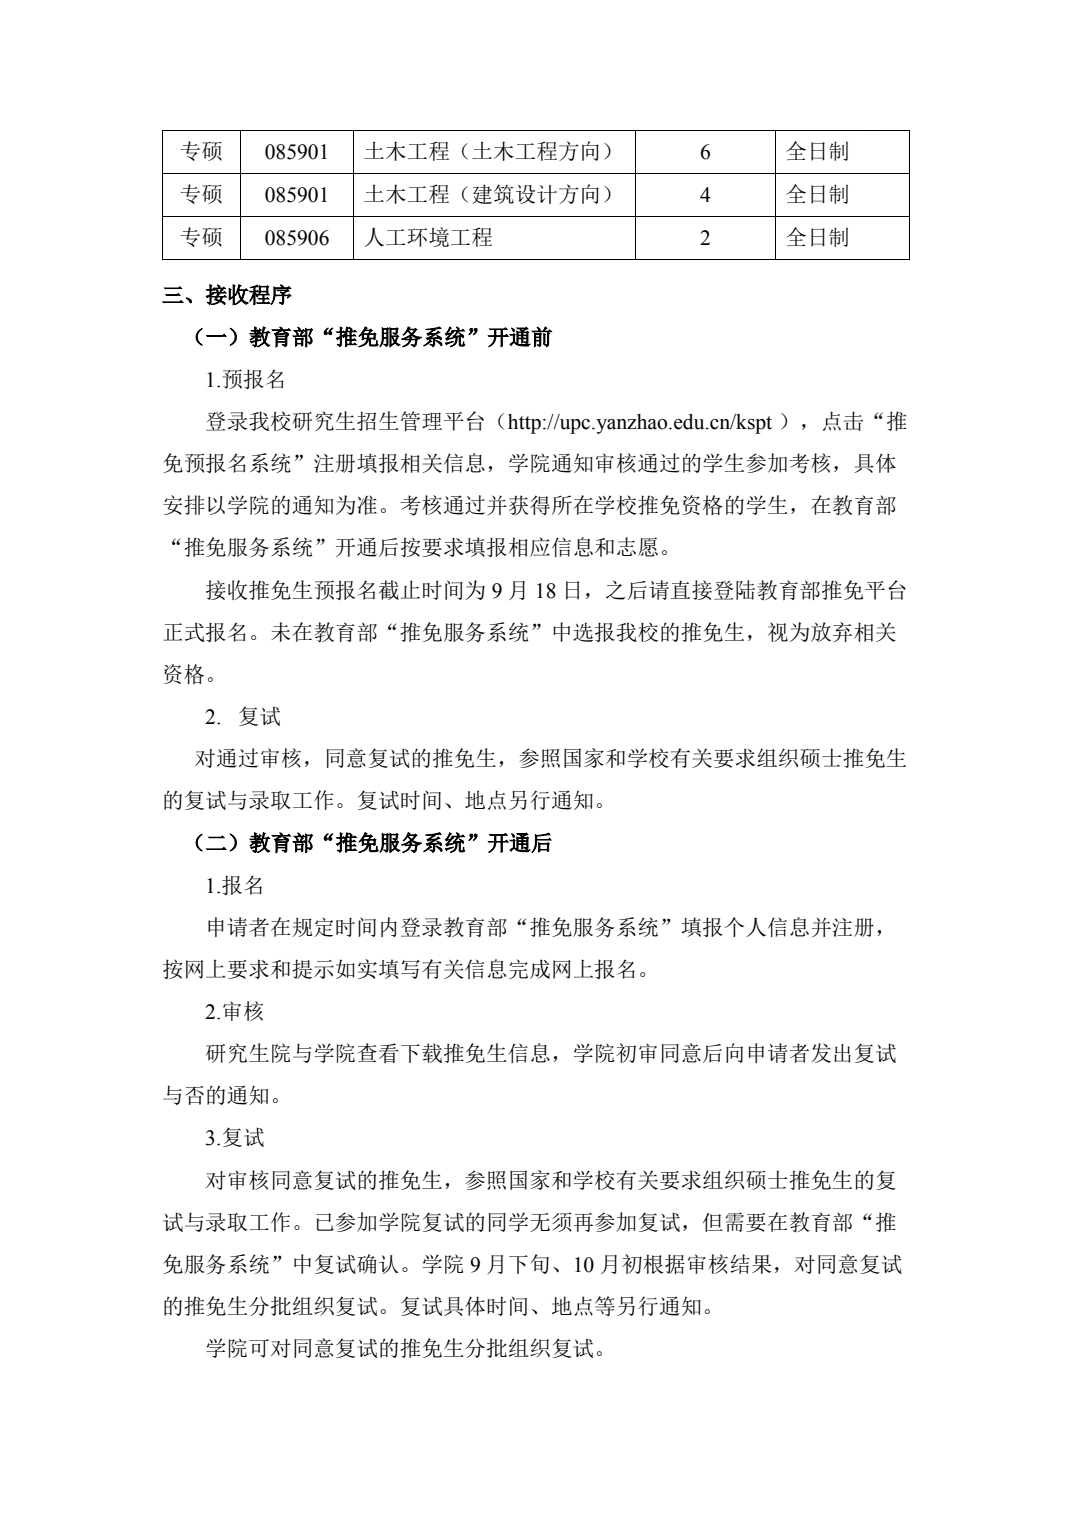 专硕 085901 土木工程（土木工程方向） 6 全日制
专硕 085901 土木工程（建筑设计方向） 4 全日制
专硕 085906 人工环境工程 2 全日制
三、接收程序
（一）教育部“推免服务系统”开通前
1.预报名
登录我校研究生招生管理平台（http://upc.yanzhao.edu.cn/kspt ），点击“推
免预报名系统”注册填报相关信息，学院通知审核通过的学生参加考核，具体
安排以学院的通知为准。考核通过并获得所在学校推免资格的学生，在教育部
“推免服务系统”开通后按要求填报相应信息和志愿。
接收推免生预报名截止时间为 9 月 18 日，之后请直接登陆教育部推免平台
正式报名。未在教育部“推免服务系统”中选报我校的推免生，视为放弃相关
资格。
2. 复试
对通过审核，同意复试的推免生，参照国家和学校有关要求组织硕士推免生
的复试与录取工作。复试时间、地点另行通知。
（二）教育部“推免服务系统”开通后
1.报名
申请者在规定时间内登录教育部“推免服务系统”填报个人信息并注册，
按网上要求和提示如实填写有关信息完成网上报名。
2.审核
研究生院与学院查看下载推免生信息，学院初审同意后向申请者发出复试
与否的通知。
3.复试
对审核同意复试的推免生，参照国家和学校有关要求组织硕士推免生的复
试与录取工作。已参加学院复试的同学无须再参加复试，但需要在教育部“推
免服务系统”中复试确认。学院 9 月下旬、10 月初根据审核结果，对同意复试
的推免生分批组织复试。复试具体时间、地点等另行通知。
学院可对同意复试的推免生分批组织复试。